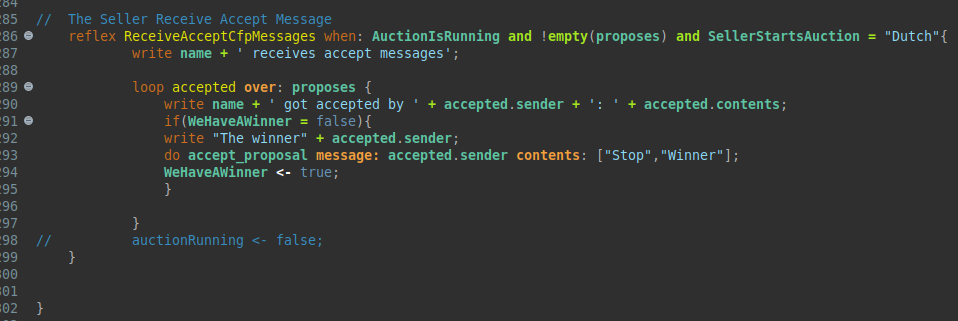 284
285 //  The Seller Receive Accept Message
286     reflex ReceiveAcceptCfpMessages when: AuctionIsRunning and !empty(proposes) and SellerStartsAuction = "Dutch"{
287             write name + ' receives accept messages';
288
289             loop accepted over: proposes {
290                 write name + ' got accepted by ' + accepted.sender + ': ' + accepted.contents;
291                 if(WeHaveAWinner = false){
292                 write "The winner" + accepted.sender;
293                 do accept_proposal message: accepted.sender contents: ["Stop","Winner"];
294                 WeHaveAWinner <- true;
295                 }
296
297             }
298 //          auctionRunning <- false;
299     }
300
301
302 }